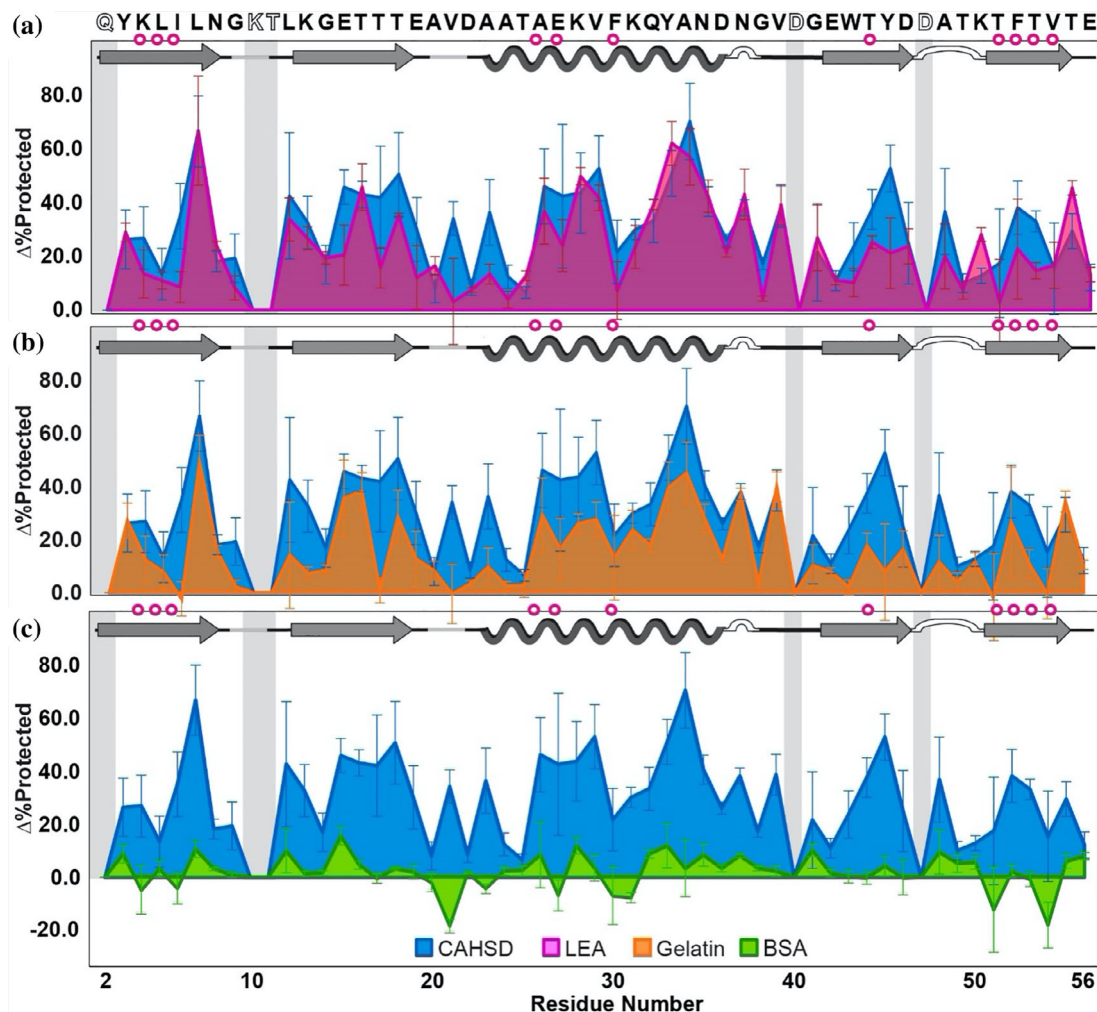 (a) QYKLILNGKTLKGETTTEAVDAATAEKVFKQYANDNGVDGEWTYDDATKTFTVTE
80.0
60.0
40.0
20.0
0.0
Δ%Protected
(b)
80.0
60.0
40.0
20.0
0.0
Δ%Protected
(c)
80.0
60.0
40.0
20.0
0.0
-20.0
Δ%Protected
CAHSD LEA Gelatin BSA
2 10 20 30 40 50 56
Residue Number